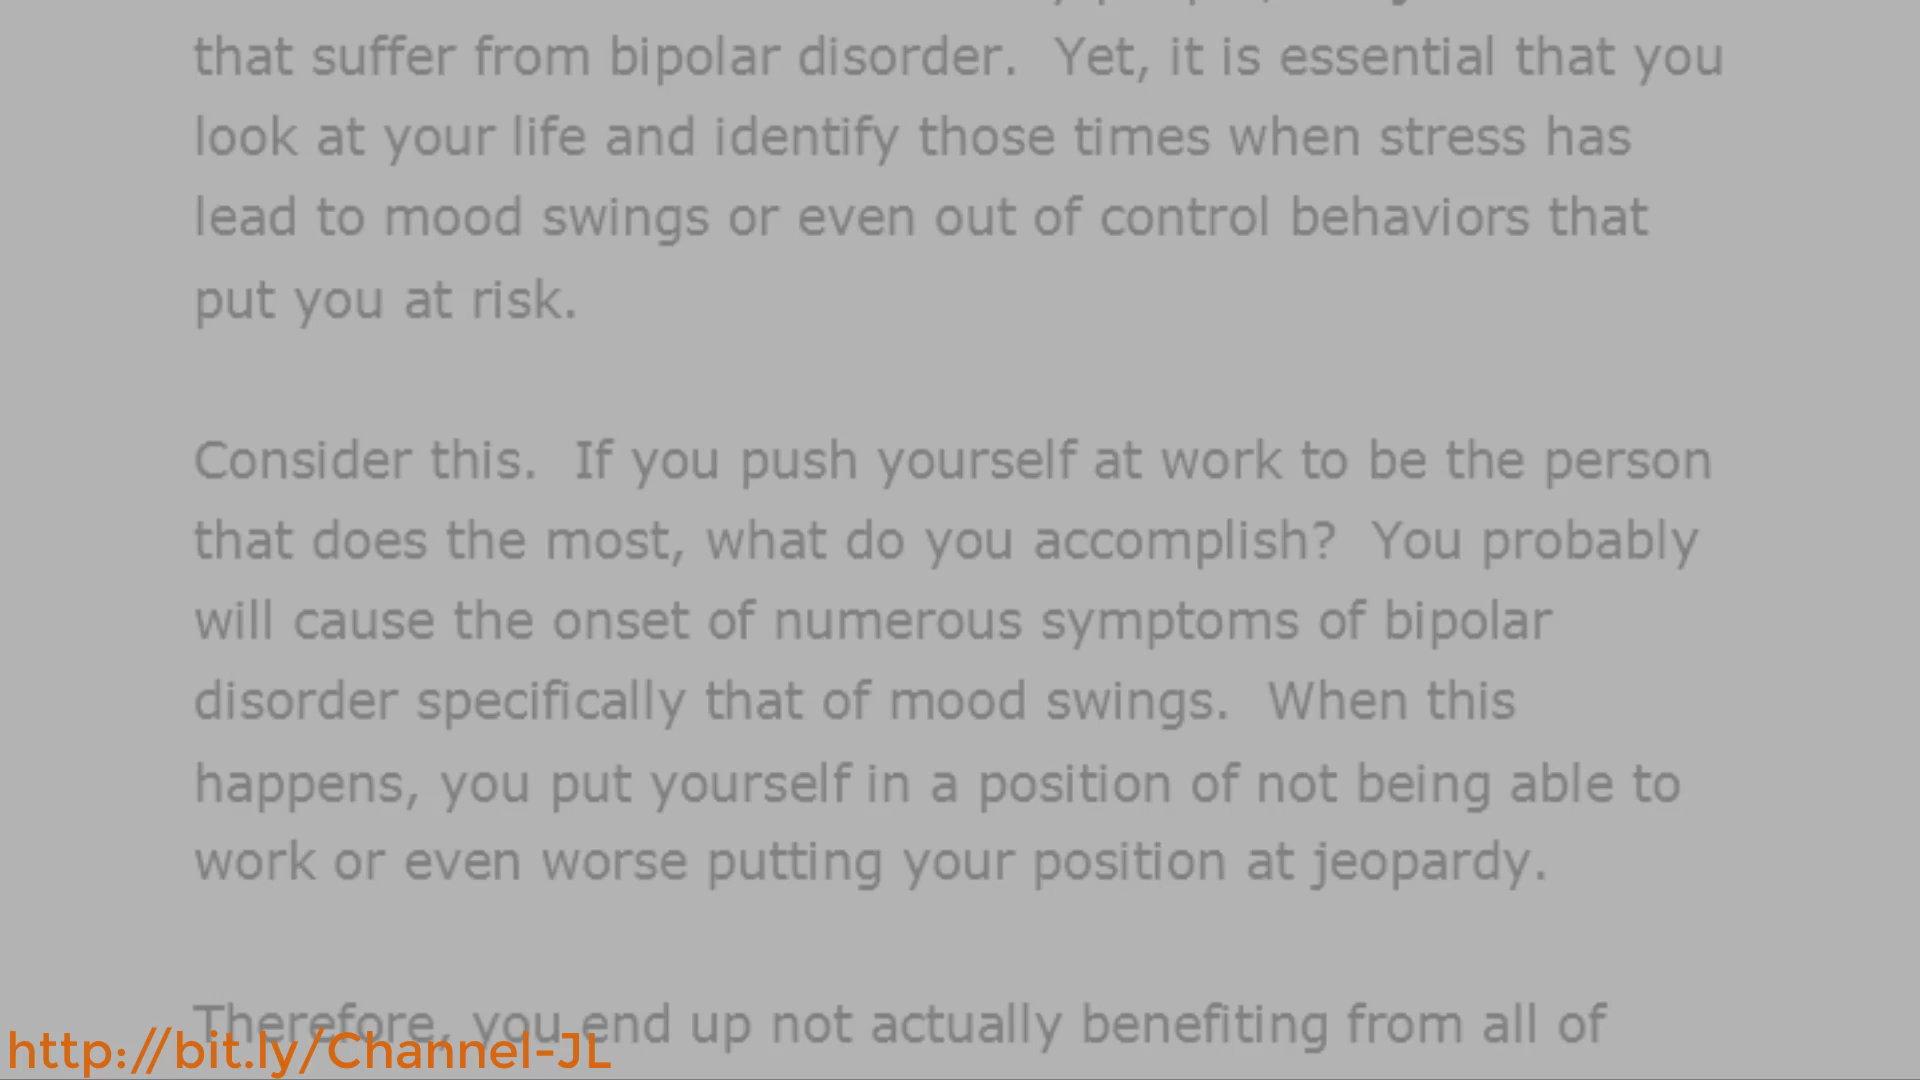 that suffer from bipolar disorder.  Yet, it is essential that you
look at your life and identify those times when stress has
lead to mood swings or even out of control behaviors that
put you at risk.
Consider this.  If you push yourself at work to be the person
that does the most, what do you accomplish?  You probably
will cause the onset of numerous symptoms of bipolar
disorder specifically that of mood swings.  When this
happens, you put yourself in a position of not being able to
work or even worse putting your position at jeopardy.
Therefore, you end up not actually benefiting from all of
http://bit.ly/Channel-JL